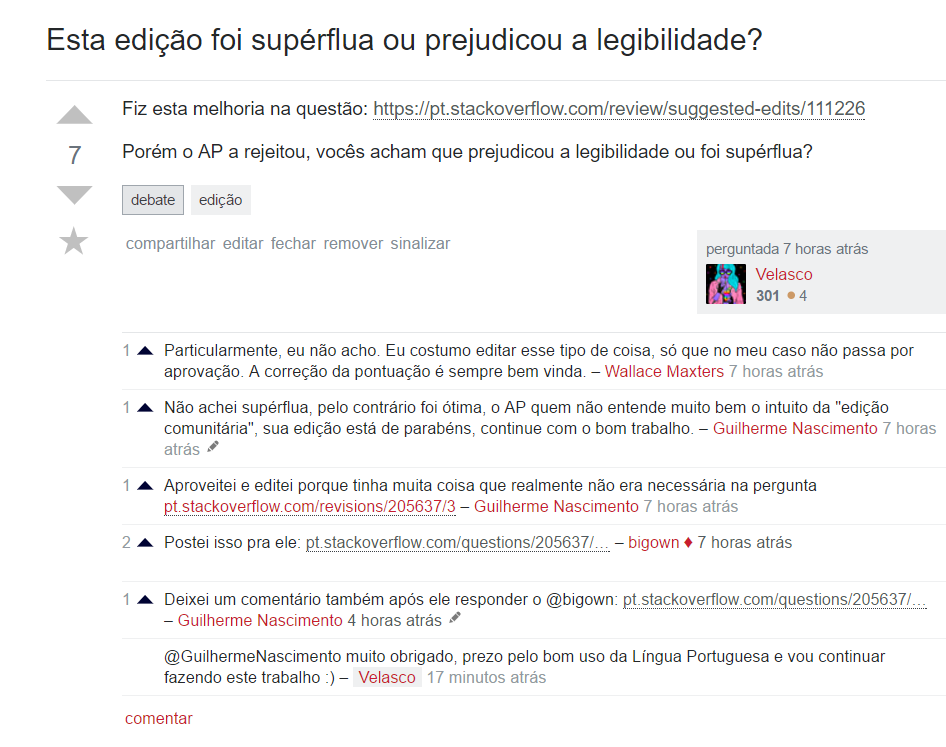 Esta edição foi supérflua ou prejudicou a legibilidade?
Fiz esta melhoria na questão: https://pt.stackoverflow.com/review/suggested-edits/111226
7
Porém o AP a rejeitou, vocês acham que prejudicou a legibilidade ou foi supérflua?
debate edição
compartilhar editar fechar remover sinalizar
perguntada 7 horas atrás
Velasco
301 4
1 Particularmente, eu não acho. Eu costumo editar esse tipo de coisa, só que no meu caso não passa por
aprovação. A correção da pontuação é sempre bem vinda. – Wallace Maxters 7 horas atrás
1 Não achei supérflua, pelo contrário foi ótima, o AP quem não entende muito bem o intuito da "edição
comunitária", sua edição está de parabéns, continue com o bom trabalho. – Guilherme Nascimento 7 horas
atrás
1 Aproveitei e editei porque tinha muita coisa que realmente não era necessária na pergunta
pt.stackoverflow.com/revisions/205637/3 – Guilherme Nascimento 7 horas atrás
2 Postei isso pra ele: pt.stackoverflow.com/questions/205637/… – bigown ♦ 7 horas atrás
1 Deixei um comentário também após ele responder o @bigown: pt.stackoverflow.com/questions/205637/…
– Guilherme Nascimento 4 horas atrás
@GuilhermeNascimento muito obrigado, prezo pelo bom uso da Língua Portuguesa e vou continuar
fazendo este trabalho :) – Velasco 17 minutos atrás
comentar